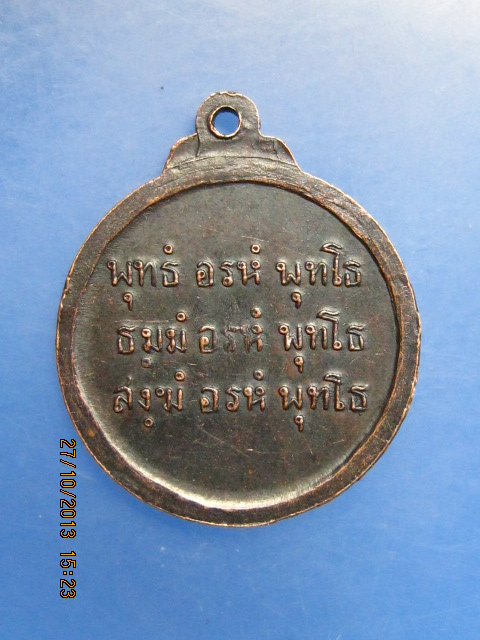 พุทธํ อรหํ พุทโธ
ธมฺมํ อรหํ พุทโธ
สงฺฆํ อรหํ พุทโธ
27/10/2013 15:23